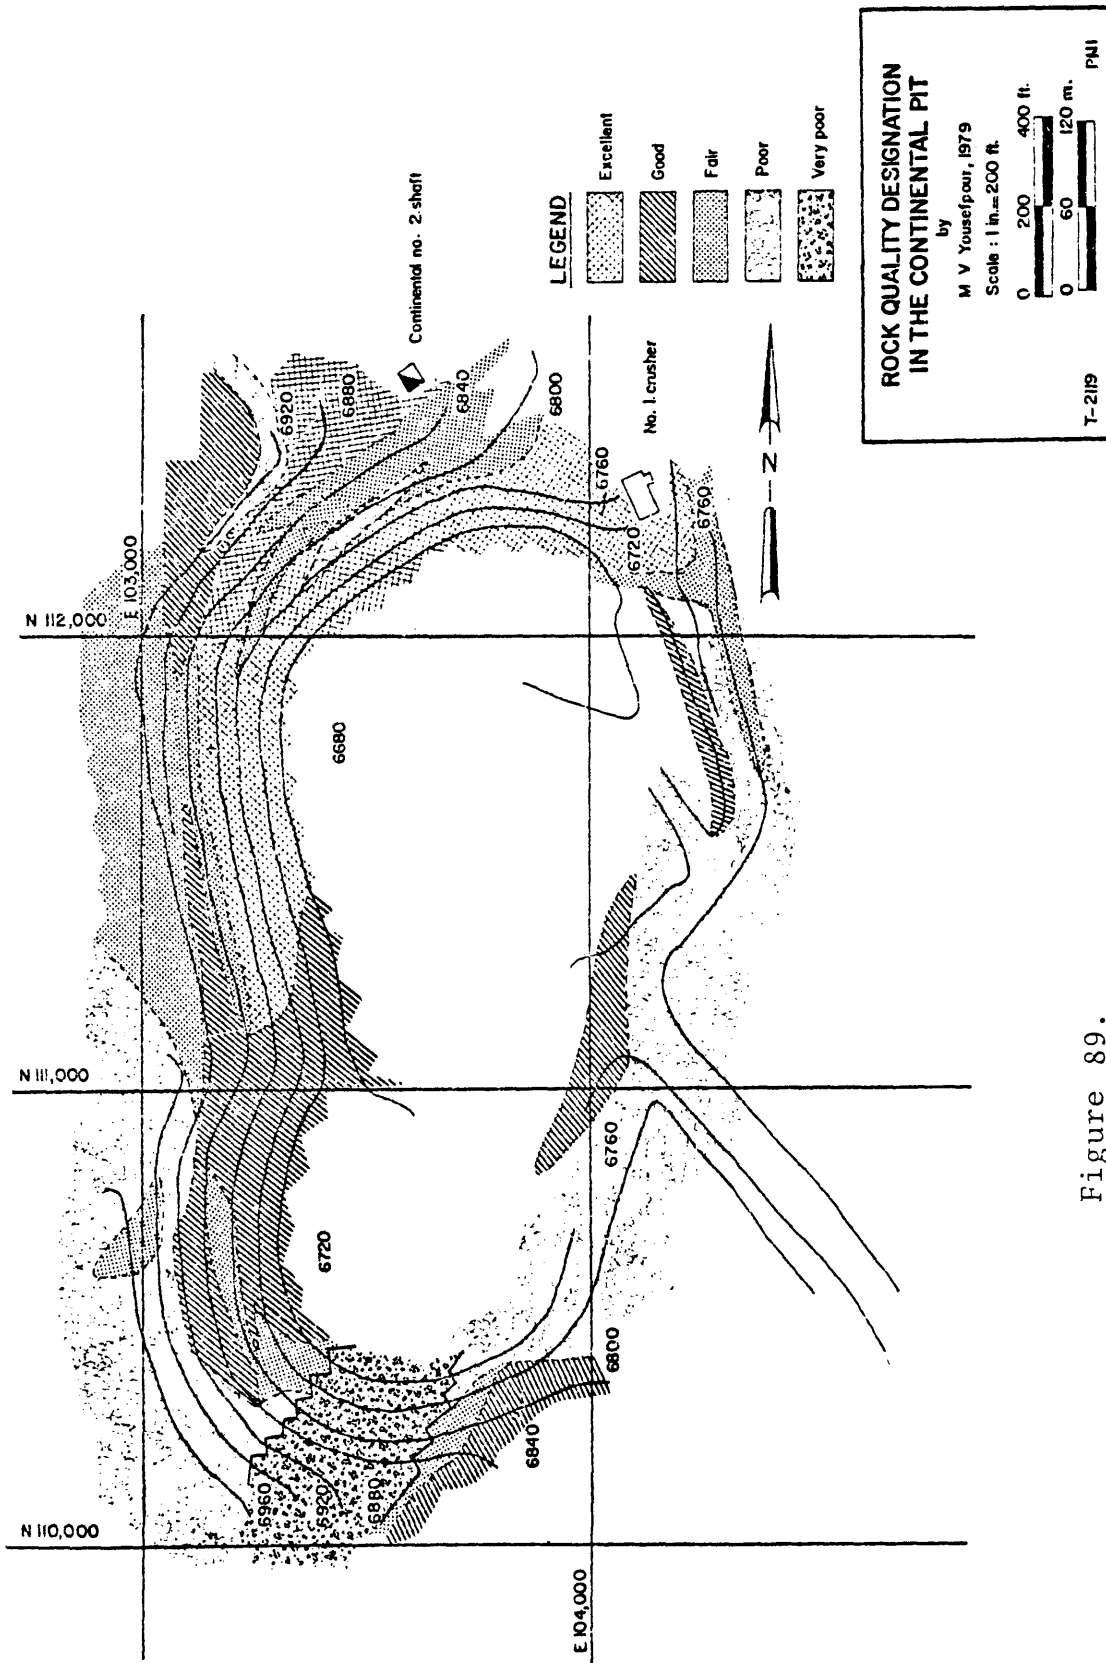 ROCK QUALITY DESIGNATION
IN THE CONTINENTAL PIT
by
M V Yousefpour, 1979
Scale : 1 in.=200 ft.
0 200 400 ft.
0 60 120 m.
T-2119
PMI
LEGEND
Excellent
Good
Fair
Poor
Very poor
Continental no. 2 shaft
No. 1 crusher
N
N 112,000
N 111,000
N 110,000
E 103,000
E 104,000
6920
6880
6840
6800
6760
6720
6760
6680
6720
6760
6800
6840
6960
6920
6880
Figure 89.